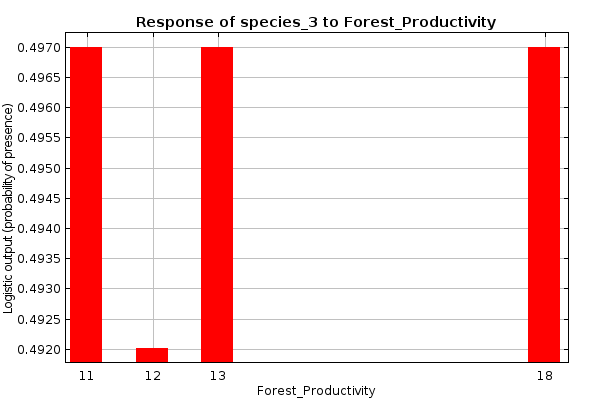 Response of species_3 to Forest_Productivity
Logistic output (probability of presence)
0.4970
0.4965
0.4960
0.4955
0.4950
0.4945
0.4940
0.4935
0.4930
0.4925
0.4920
11 12 13 18
Forest_Productivity